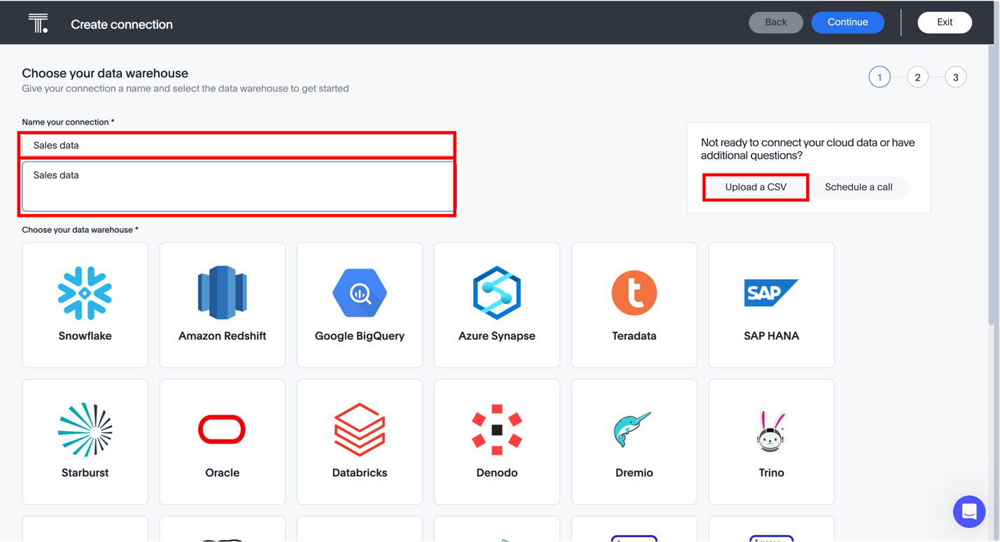 T.
Create connection
Back
Continue
Exit
Choose your data warehouse
Give your connection a name and select the data warehouse to get started
1
2
3
Name your connection *
Sales data
Sales data
Not ready to connect your cloud data or have
additional questions?
Upload a CSV
Schedule a call
Choose your data warehouse *
Snowflake
Amazon Redshift
Google BigQuery
Azure Synapse
t
Teradata
SAP
SAP HANA
Starburst
Oracle
Databricks
Denodo
Dremio
Trino